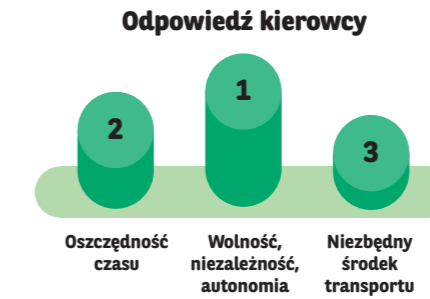 Odpowiedź kierowcy
2
1
3
Oszczędność
czasu
Wolność,
niezależność,
autonomia
Niezbędny
środek
transportu